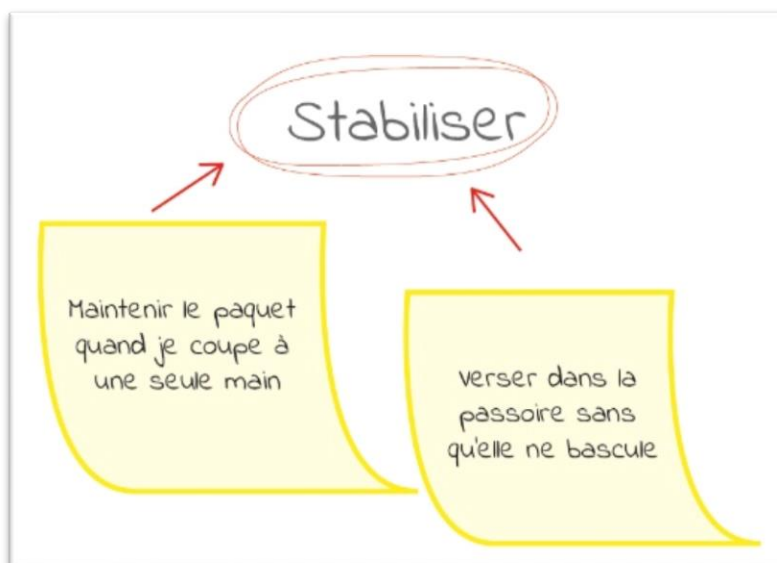 Stabiliser
Maintenir le paquet
quand je coupe à
une seule main
verser dans la
passoire sans
qu'elle ne bascule